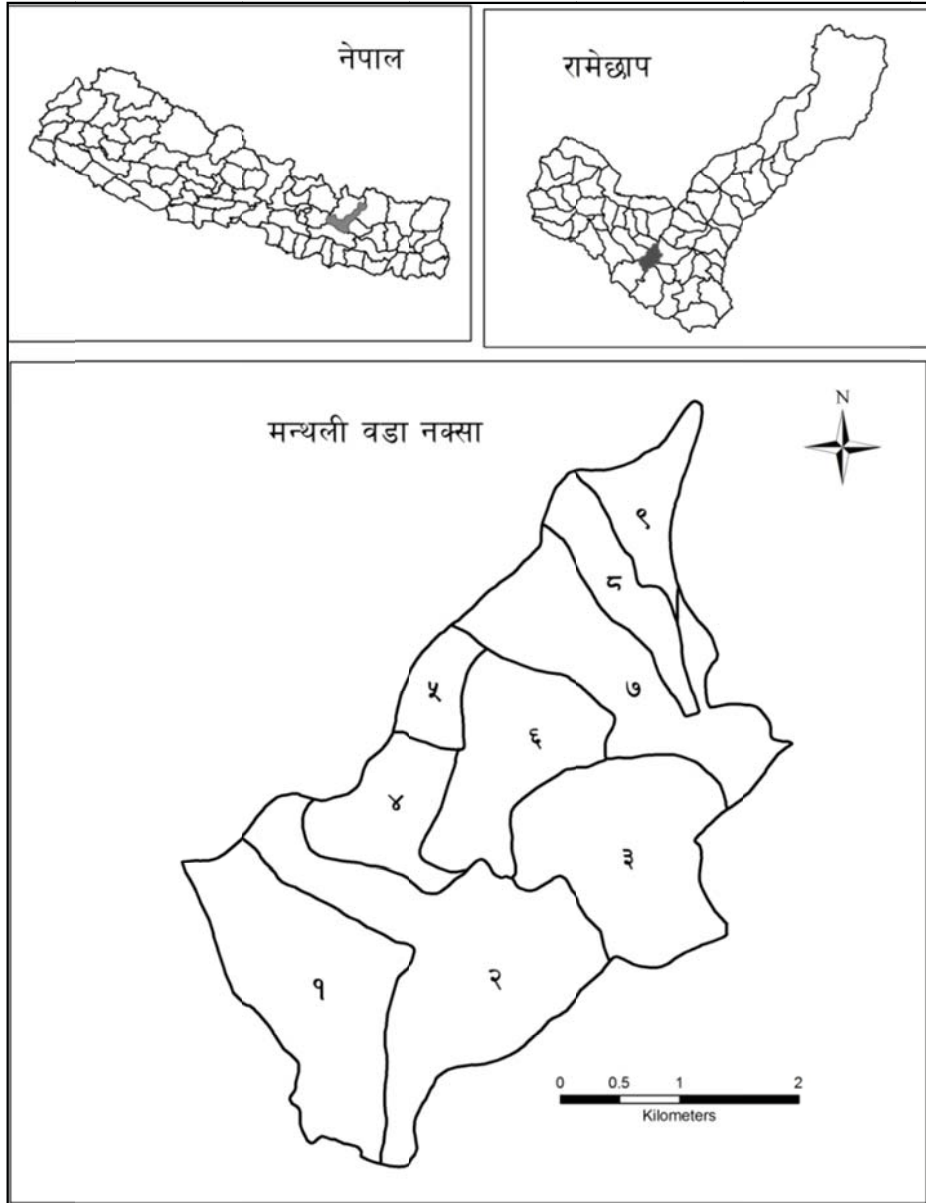 नेपाल
रामेछाप
मन्थली वडा नक्सा
N
९
८
७
५
६
४
३
२
१
0 0.5 1 2
Kilometers